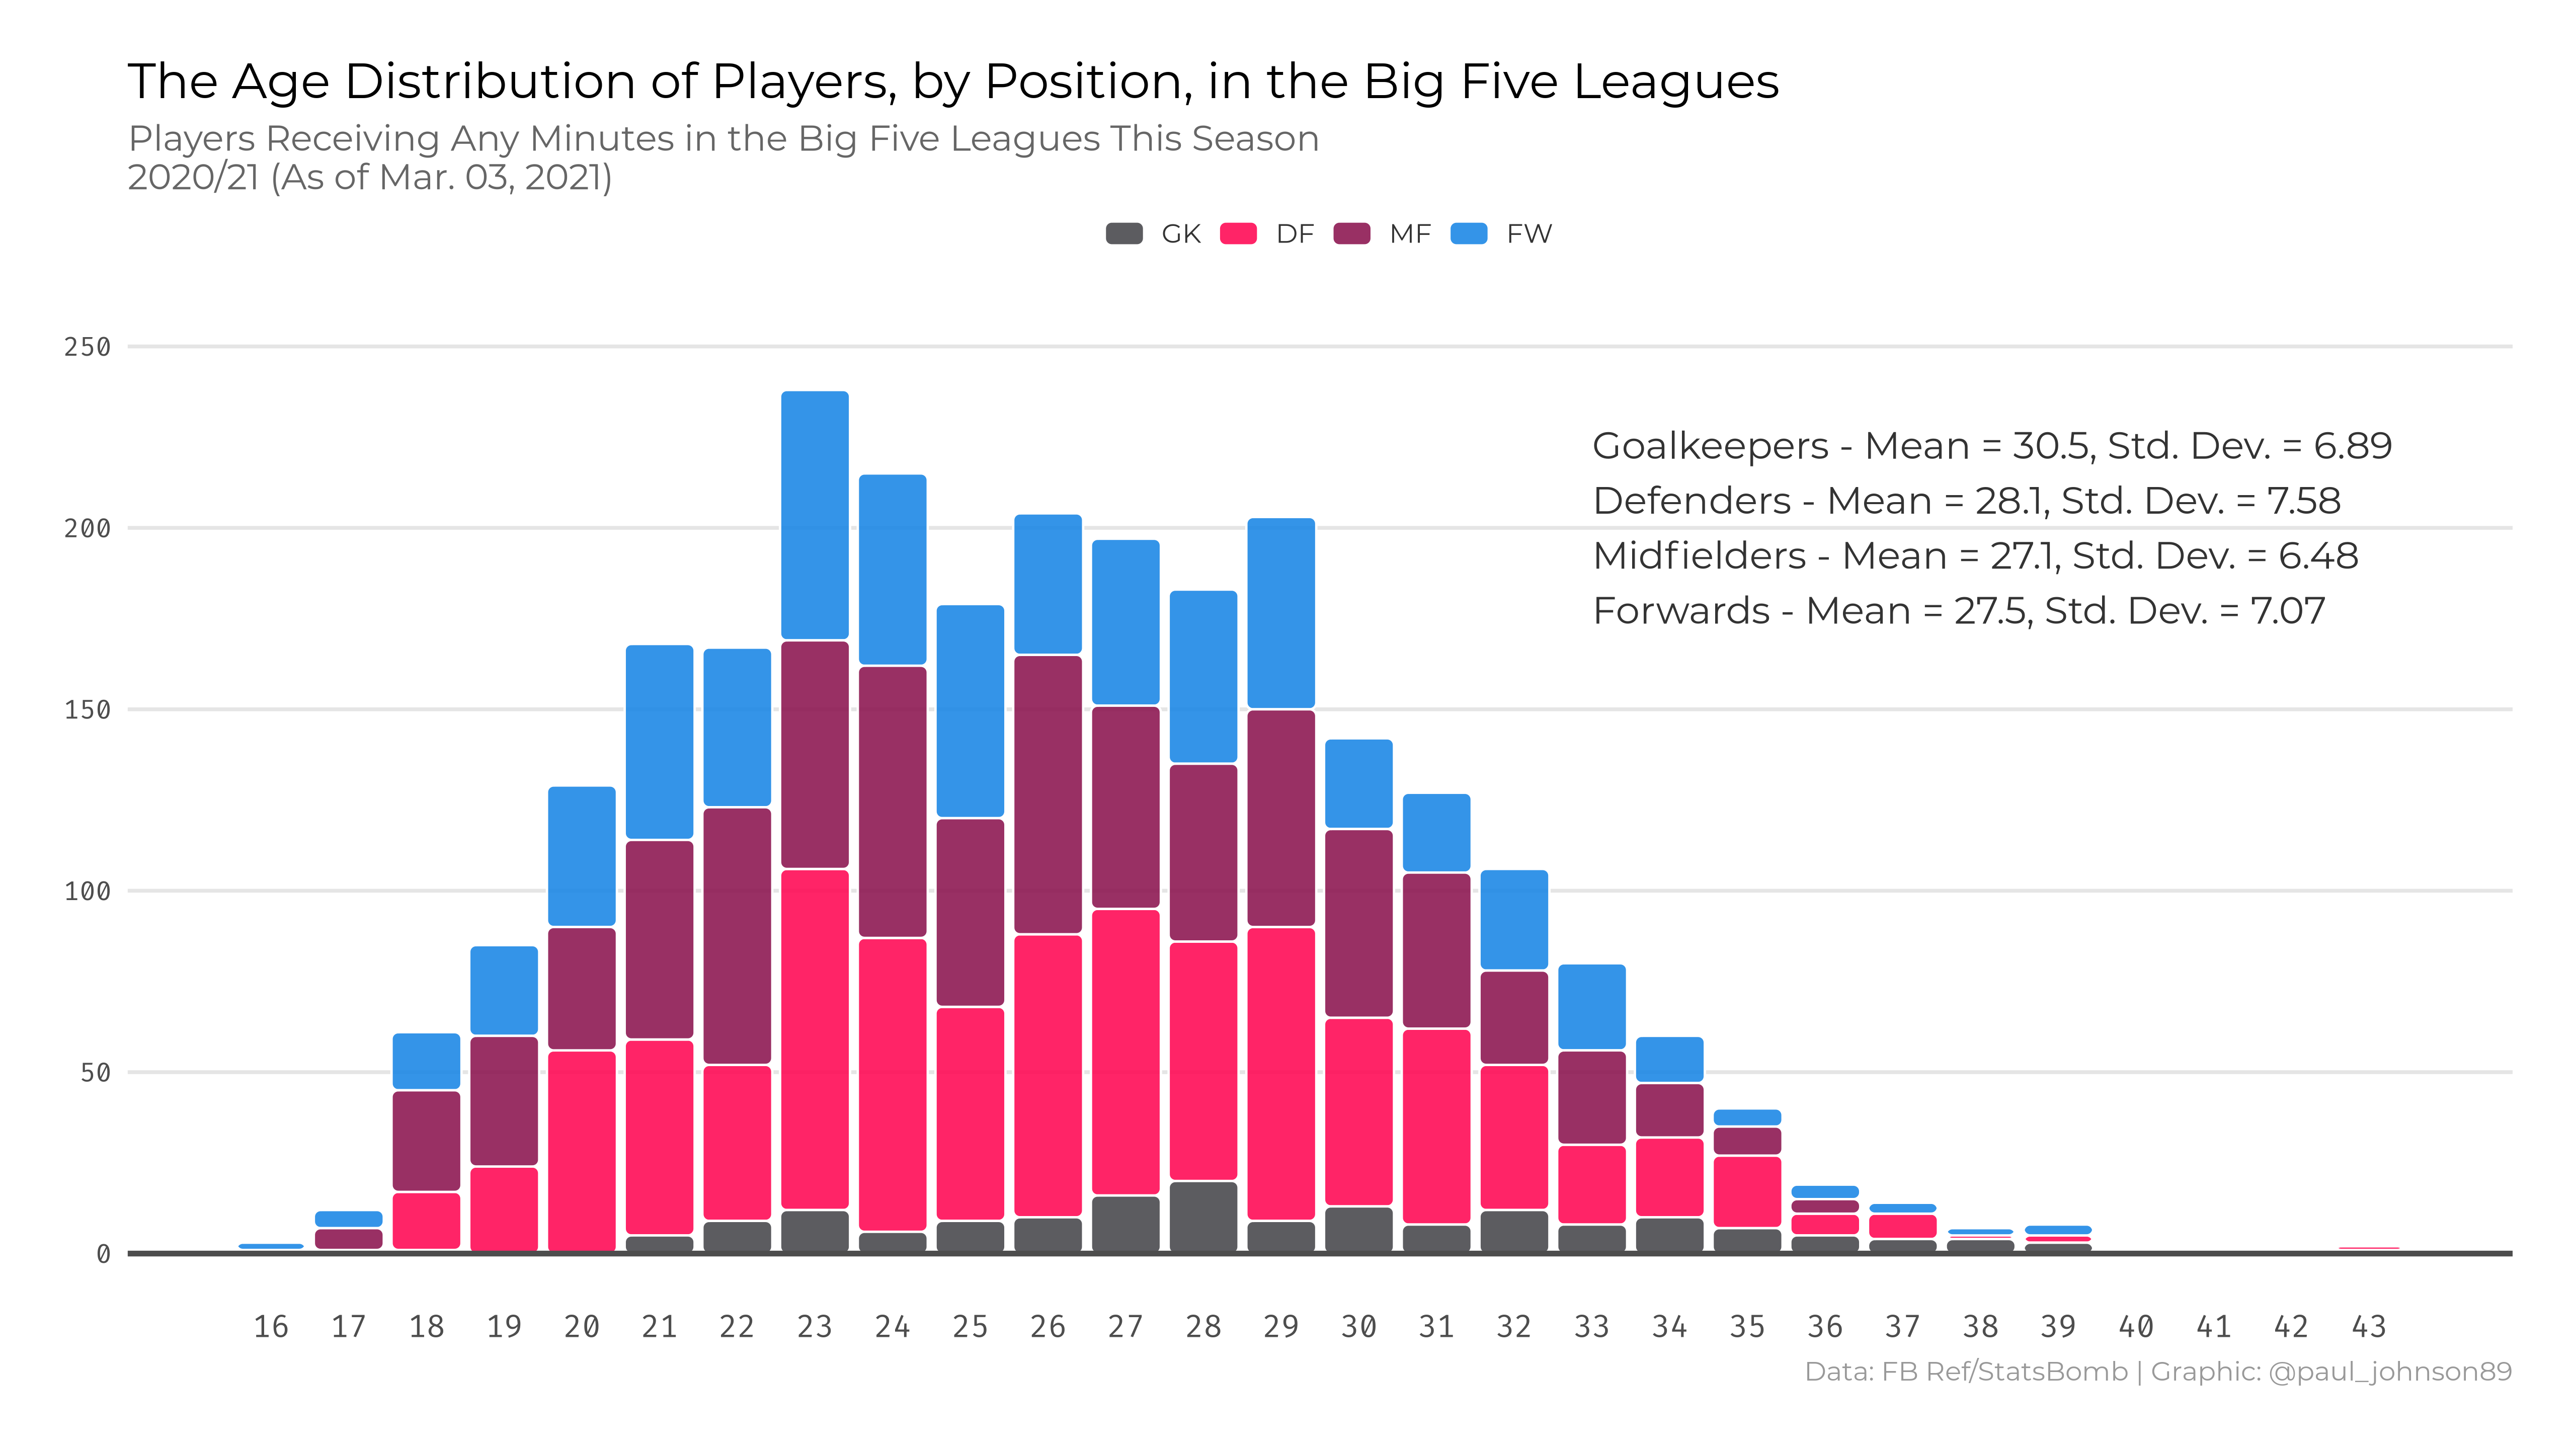 The Age Distribution of Players, by Position, in the Big Five Leagues
Players Receiving Any Minutes in the Big Five Leagues This Season
2020/21 (As of Mar. 03, 2021)
GK DF MF FW
250
Goalkeepers - Mean = 30.5, Std. Dev. = 6.89
Defenders - Mean = 28.1, Std. Dev. = 7.58
200
Midfielders - Mean = 27.1, Std. Dev. = 6.48
Forwards - Mean = 27.5, Std. Dev. = 7.07
150
100
50
0
16 17 18 19 20 21 22 23 24 25 26 27 28 29 30 31 32 33 34 35 36 37 38 39 40 41 42 43
Data: FB Ref/StatsBomb | Graphic: @paul_johnson89